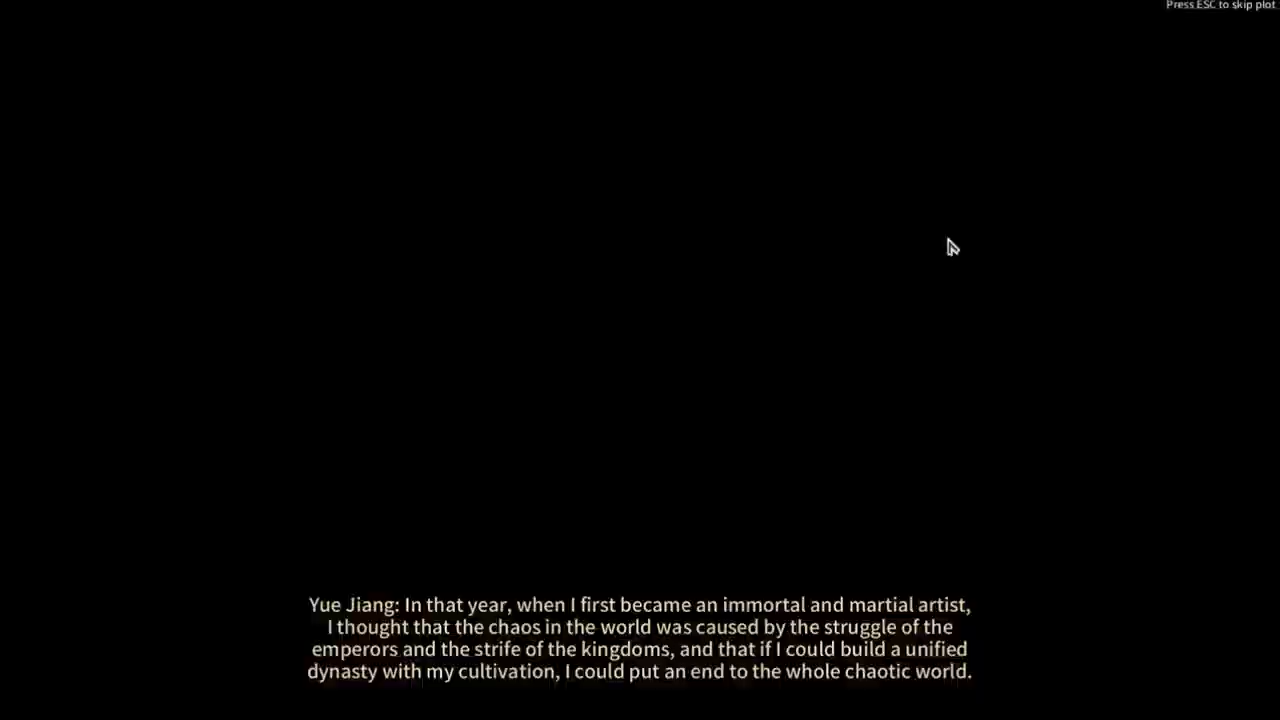 Press ESC to skip plot
Yue Jiang: In that year, when I first became an immortal and martial artist,
I thought that the chaos in the world was caused by the struggle of the
emperors and the strife of the kingdoms, and that if I could build a unified
dynasty with my cultivation, I could put an end to the whole chaotic world.